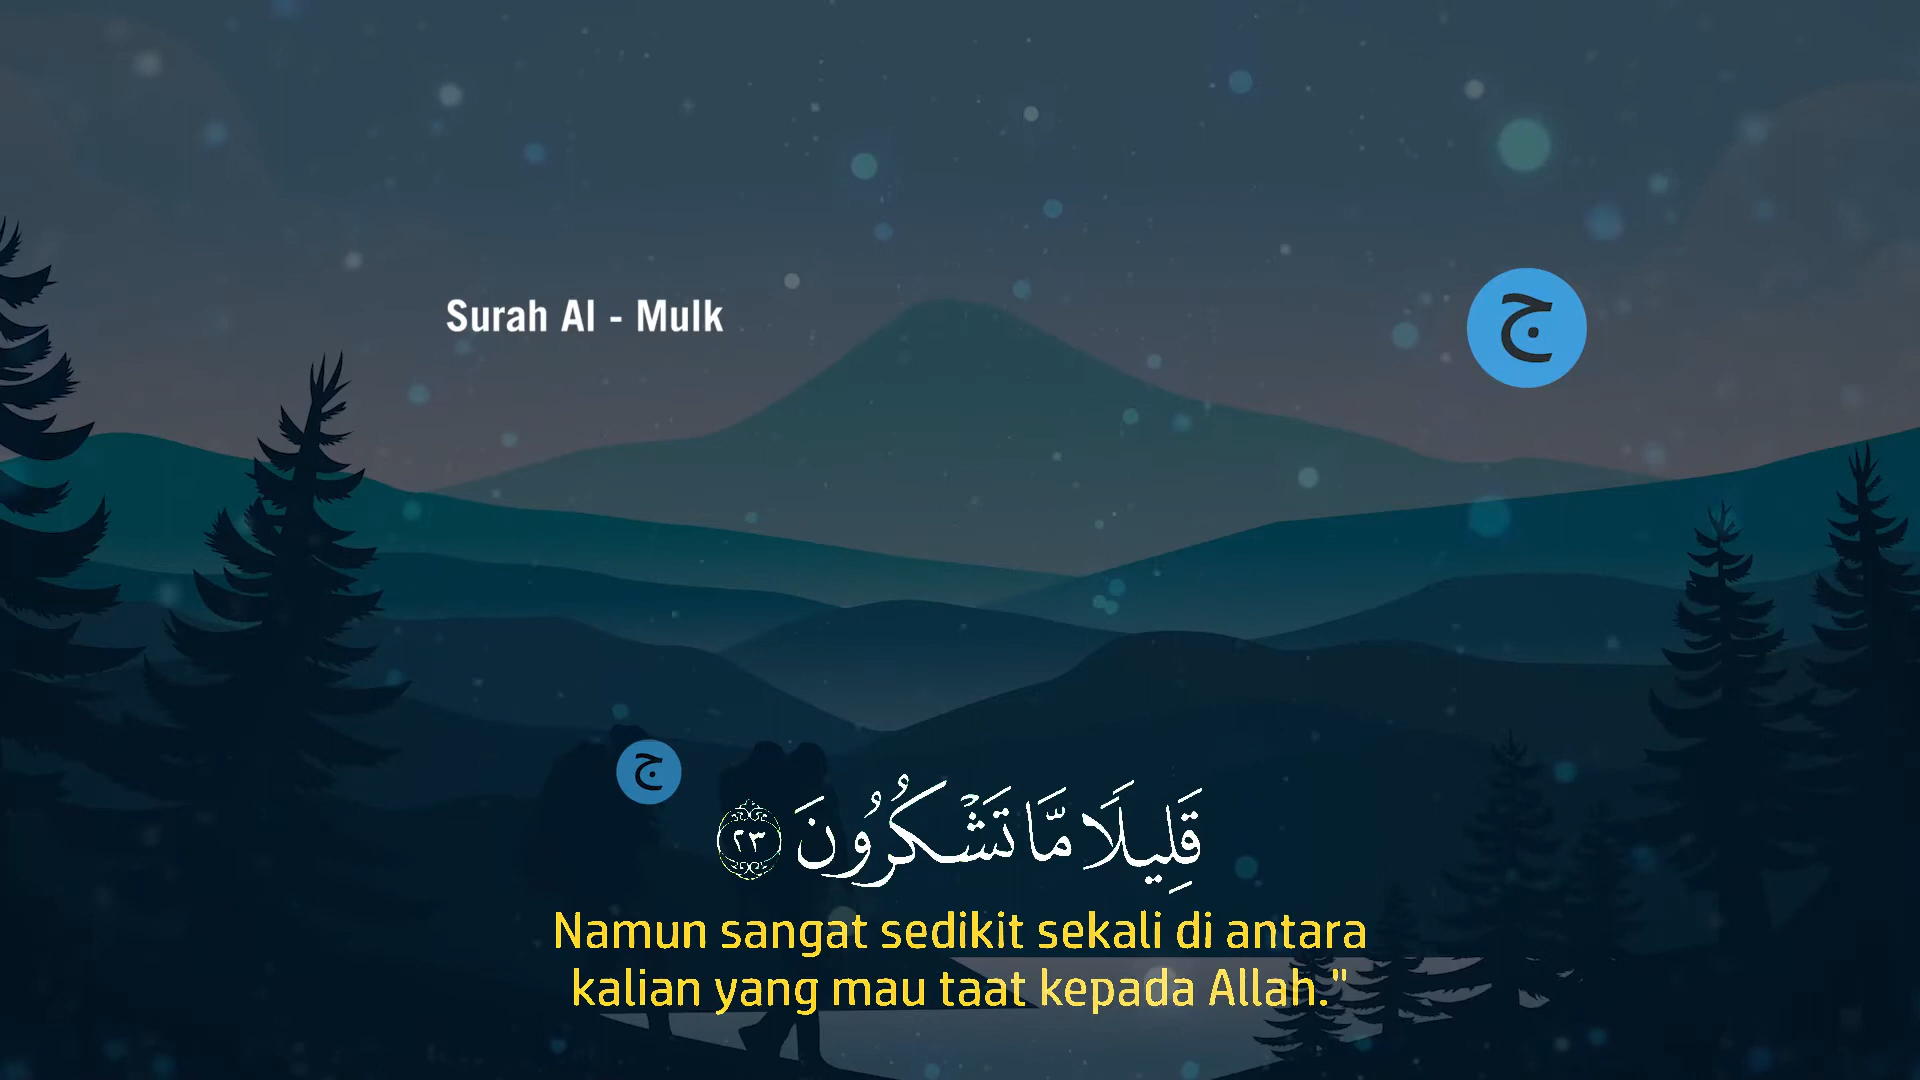 Surah Al - Mulk
ج
ج
قَلِيلًا مَّا تَشْكُرُونَ ٢٣
Namun sangat sedikit sekali di antara
kalian yang mau taat kepada Allah."